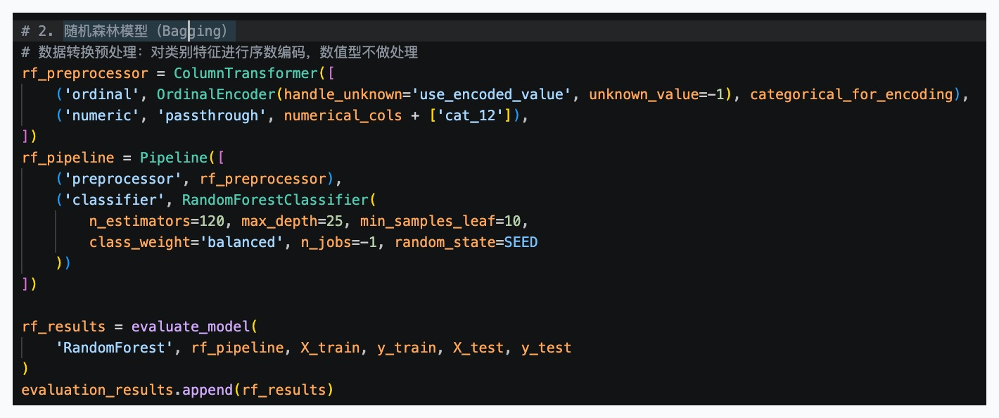 # 2. 随机森林模型（Bagging）
# 数据转换预处理：对类别特征进行序数编码，数值型不做处理
rf_preprocessor = ColumnTransformer([
    ('ordinal', OrdinalEncoder(handle_unknown='use_encoded_value', unknown_value=-1), categorical_for_encoding),
    ('numeric', 'passthrough', numerical_cols + ['cat_12']),
])
rf_pipeline = Pipeline([
    ('preprocessor', rf_preprocessor),
    ('classifier', RandomForestClassifier(
        n_estimators=120, max_depth=25, min_samples_leaf=10,
        class_weight='balanced', n_jobs=-1, random_state=SEED
    ))
])
rf_results = evaluate_model(
    'RandomForest', rf_pipeline, X_train, y_train, X_test, y_test
)
evaluation_results.append(rf_results)